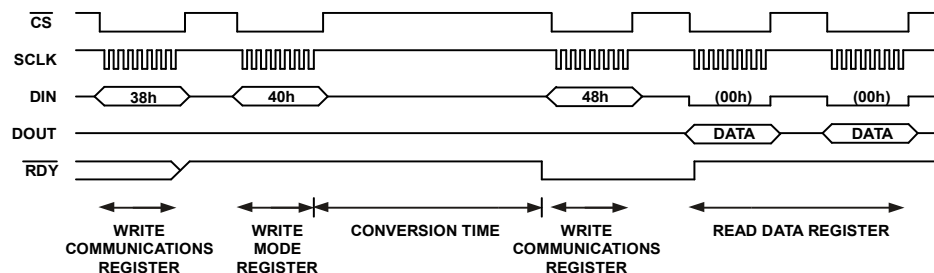 CS
SCLK
DIN 38h 40h 48h (00h) (00h)
DOUT DATA DATA
RDY
WRITE COMMUNICATIONS REGISTER
WRITE MODE REGISTER
CONVERSION TIME
WRITE COMMUNICATIONS REGISTER
READ DATA REGISTER